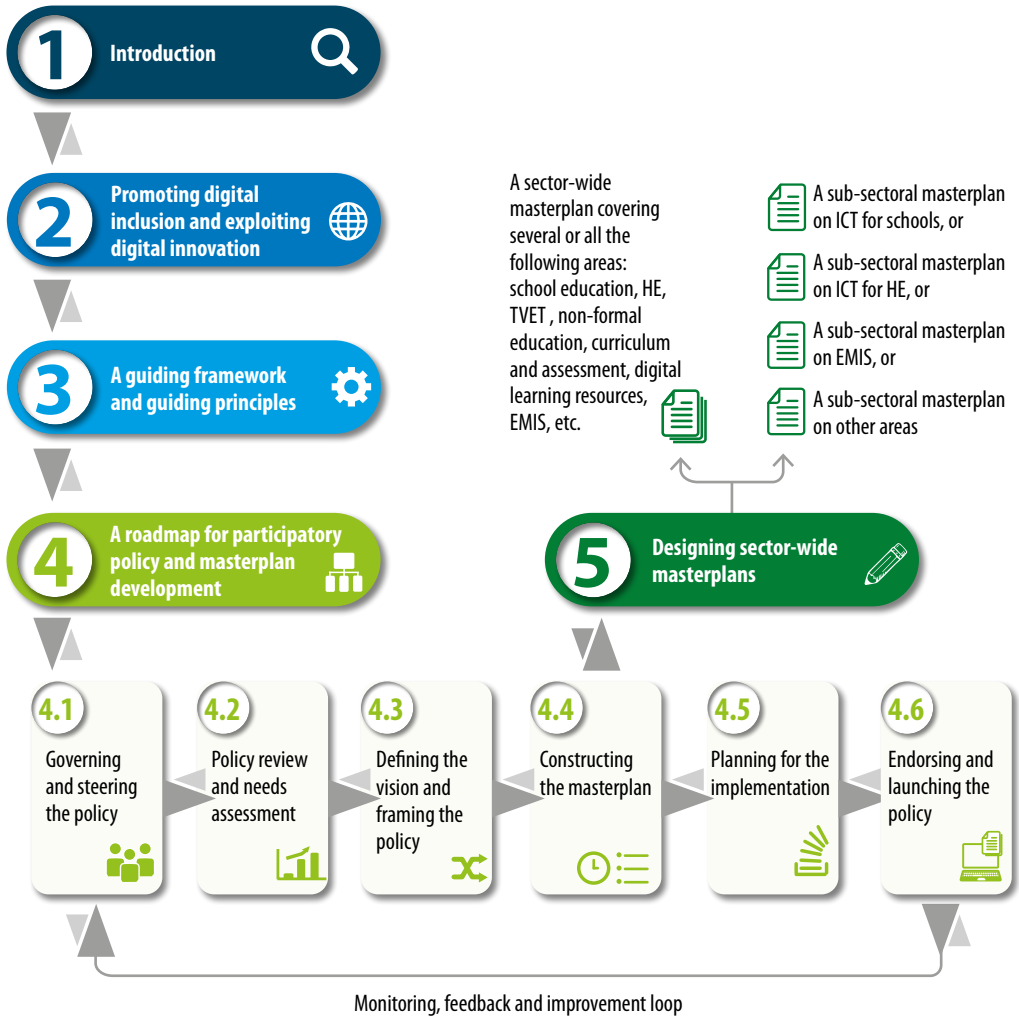 1
Introduction
2
Promoting digital
inclusion and exploiting
digital innovation
3
A guiding framework
and guiding principles
4
A roadmap for participatory
policy and masterplan
development
A sector-wide
masterplan covering
several or all the
following areas:
school education, HE,
TVET , non-formal
education, curriculum
and assessment, digital
learning resources,
EMIS, etc.
A sub-sectoral masterplan
on ICT for schools, or
A sub-sectoral masterplan
on ICT for HE, or
A sub-sectoral masterplan
on EMIS, or
A sub-sectoral masterplan
on other areas
5
Designing sector-wide
masterplans
4.1
Governing
and steering
the policy
4.2
Policy review
and needs
assessment
4.3
Defining the
vision and
framing the
policy
4.4
Constructing
the masterplan
4.5
Planning for the
implementation
4.6
Endorsing and
launching the
policy
Monitoring, feedback and improvement loop